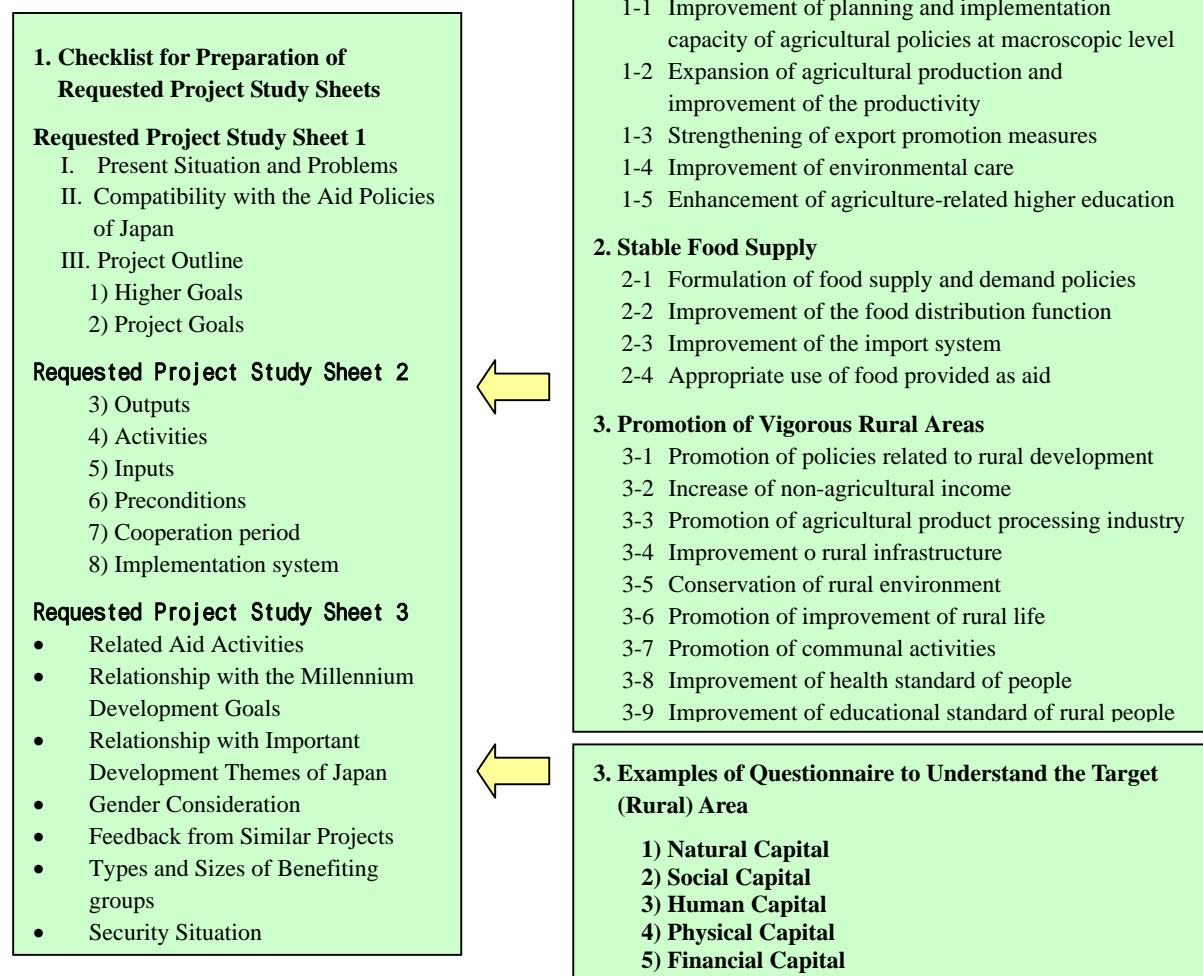 1. Checklist for Preparation of
Requested Project Study Sheets
Requested Project Study Sheet 1
I. Present Situation and Problems
II. Compatibility with the Aid Policies
of Japan
III. Project Outline
1) Higher Goals
2) Project Goals
Requested Project Study Sheet 2
3) Outputs
4) Activities
5) Inputs
6) Preconditions
7) Cooperation period
8) Implementation system
Requested Project Study Sheet 3
• Related Aid Activities
• Relationship with the Millennium
Development Goals
• Relationship with Important
Development Themes of Japan
• Gender Consideration
• Feedback from Similar Projects
• Types and Sizes of Benefiting
groups
• Security Situation
1-1 Improvement of planning and implementation
capacity of agricultural policies at macroscopic level
1-2 Expansion of agricultural production and
improvement of the productivity
1-3 Strengthening of export promotion measures
1-4 Improvement of environmental care
1-5 Enhancement of agriculture-related higher education
2. Stable Food Supply
2-1 Formulation of food supply and demand policies
2-2 Improvement of the food distribution function
2-3 Improvement of the import system
2-4 Appropriate use of food provided as aid
3. Promotion of Vigorous Rural Areas
3-1 Promotion of policies related to rural development
3-2 Increase of non-agricultural income
3-3 Promotion of agricultural product processing industry
3-4 Improvement o rural infrastructure
3-5 Conservation of rural environment
3-6 Promotion of improvement of rural life
3-7 Promotion of communal activities
3-8 Improvement of health standard of people
3-9 Improvement of educational standard of rural people
3. Examples of Questionnaire to Understand the Target
(Rural) Area
1) Natural Capital
2) Social Capital
3) Human Capital
4) Physical Capital
5) Financial Capital